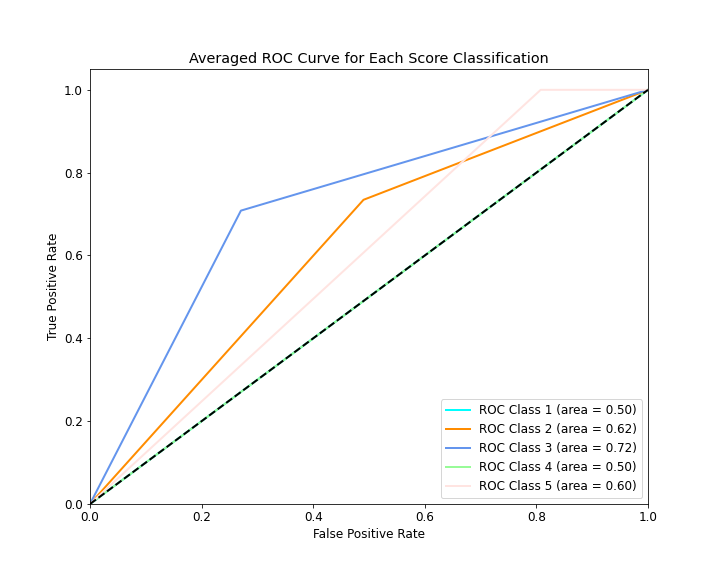 Averaged ROC Curve for Each Score Classification
True Positive Rate
1.0
0.8
0.6
0.4
0.2
0.0
ROC Class 1 (area = 0.50)
ROC Class 2 (area = 0.62)
ROC Class 3 (area = 0.72)
ROC Class 4 (area = 0.50)
ROC Class 5 (area = 0.60)
0.0 0.2 0.4 0.6 0.8 1.0
False Positive Rate